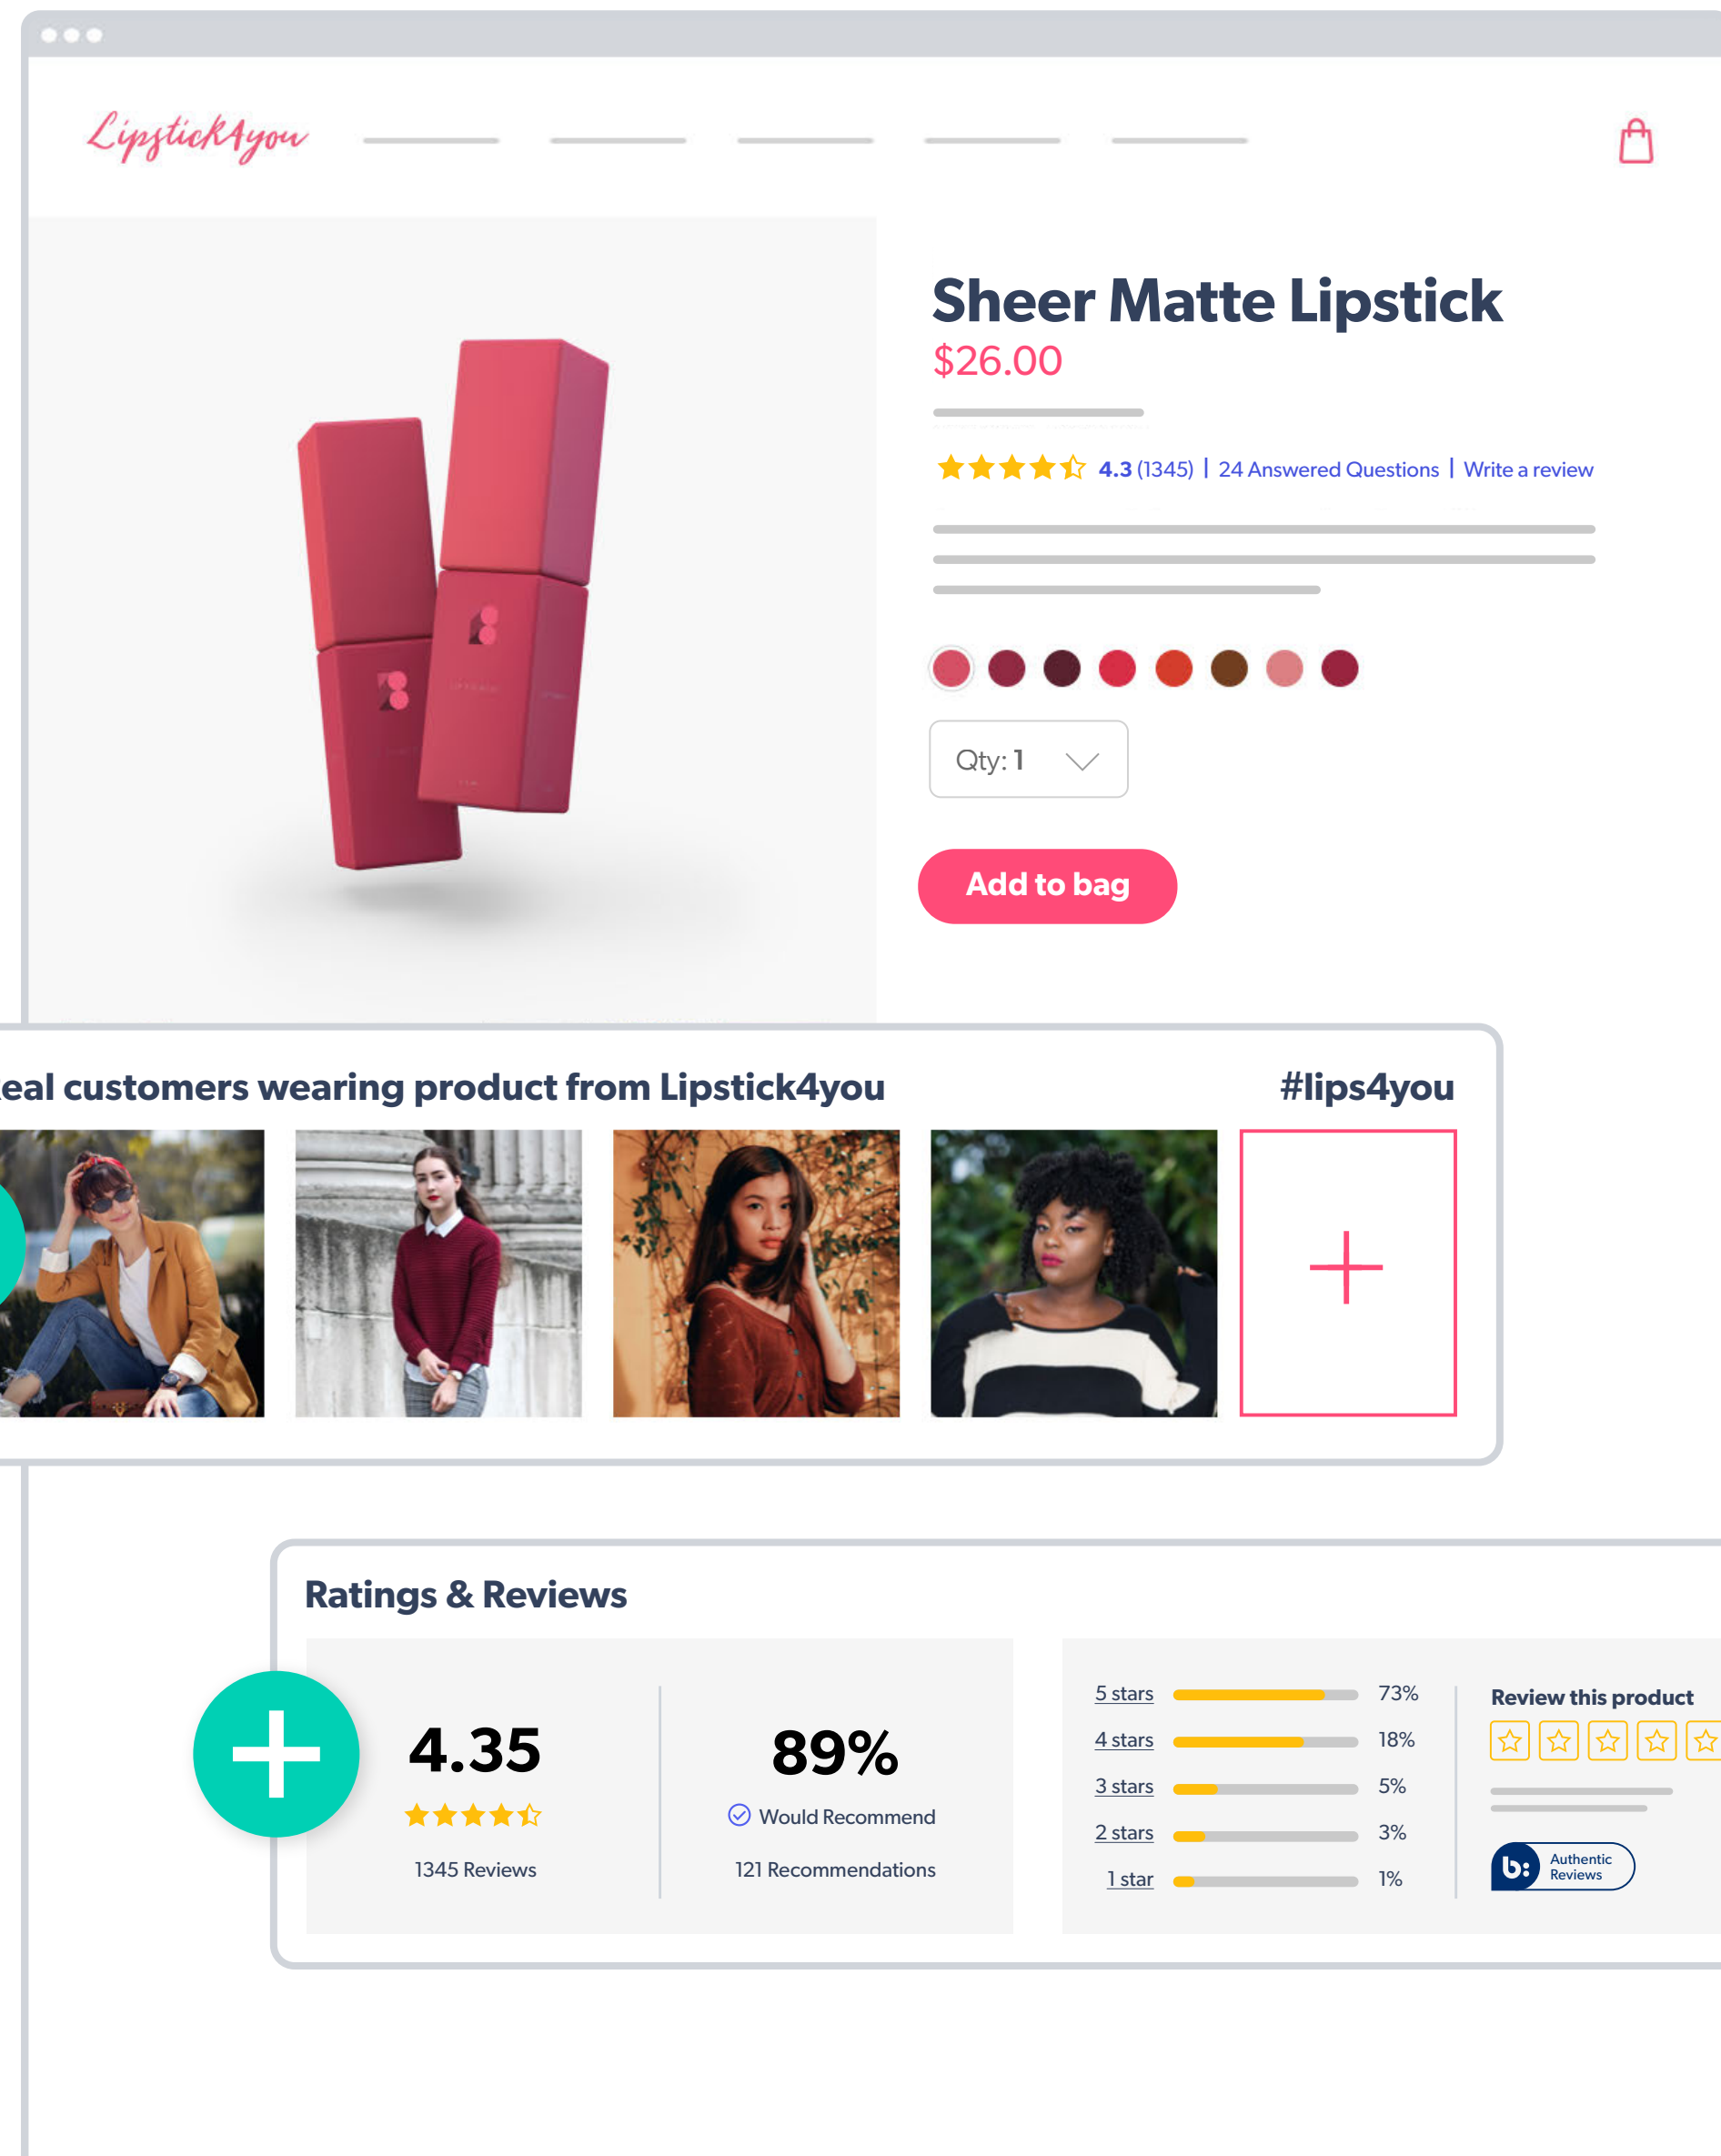 Lipstick4you
Sheer Matte Lipstick
$26.00
4.3 (1345) | 24 Answered Questions | Write a review
Qty: 1
Add to bag
eal customers wearing product from Lipstick4you
#lips4you
Ratings & Reviews
4.35
1345 Reviews
89%
Would Recommend
121 Recommendations
5 stars 73%
4 stars 18%
3 stars 5%
2 stars 3%
1 star 1%
Review this product
b:
Authentic
Reviews